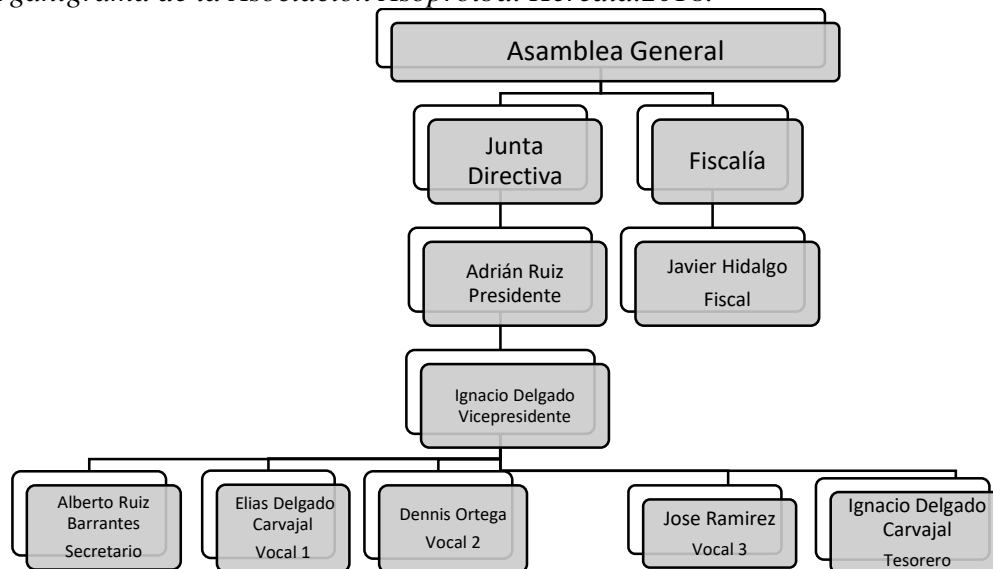 Asamblea General
Junta
Directiva
Fiscalía
Adrián Ruiz
Presidente
Javier Hidalgo
Fiscal
Ignacio Delgado
Vicepresidente
Alberto Ruiz
Barrantes
Secretario
Elias Delgado
Carvajal
Vocal 1
Dennis Ortega
Vocal 2
Jose Ramirez
Vocal 3
Ignacio Delgado
Carvajal
Tesorero